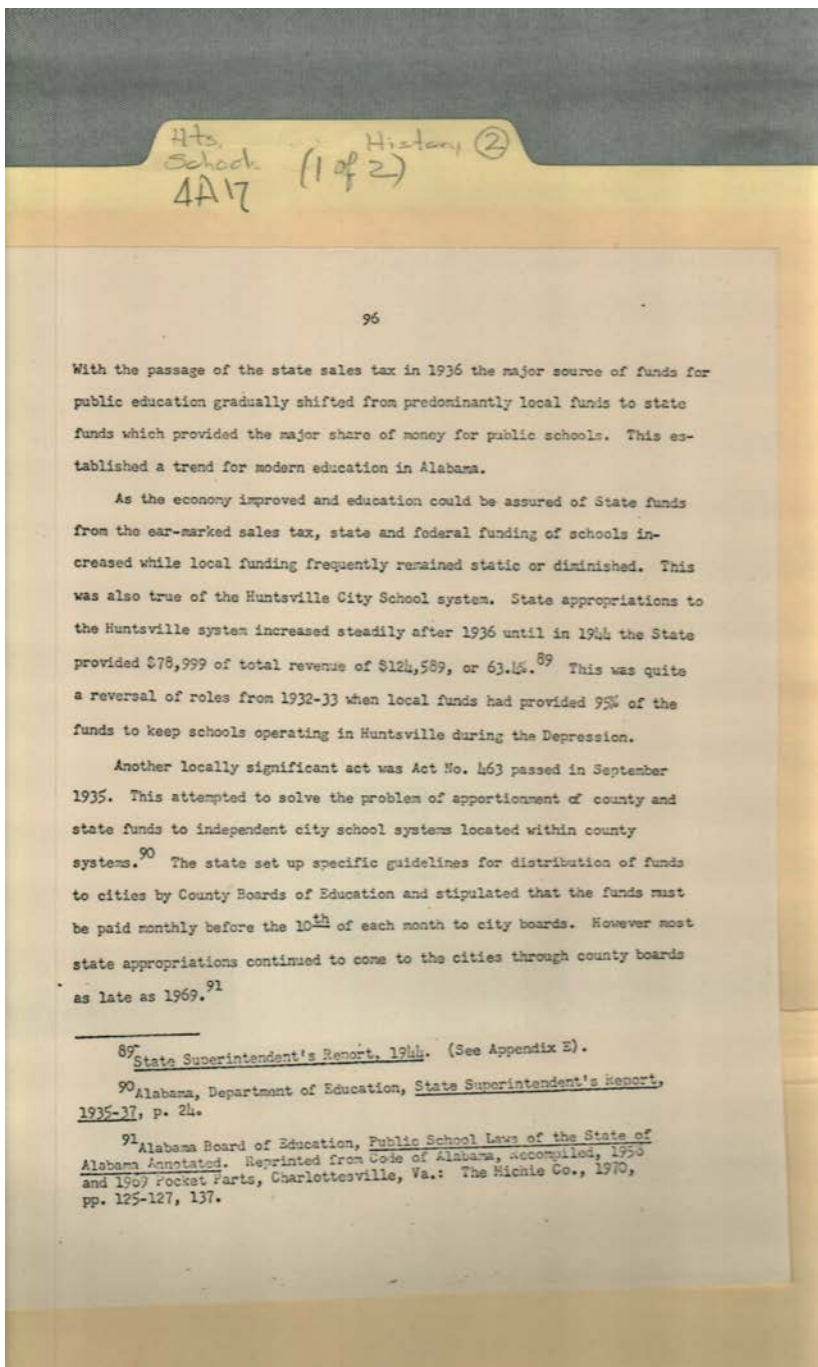 Hts. History ②
School (1 of 2)
4A17
96
With the passage of the state sales tax in 1936 the major source of funds for
public education gradually shifted from predominantly local funds to state
funds which provided the major share of money for public schools. This es-
tablished a trend for modern education in Alabama.
As the economy improved and education could be assured of State funds
from the ear-marked sales tax, state and federal funding of schools in-
creased while local funding frequently remained static or diminished. This
was also true of the Huntsville City School system. State appropriations to
the Huntsville system increased steadily after 1936 until in 1944 the State
provided $78,999 of total revenue of $124,589, or 63.4%.89 This was quite
a reversal of roles from 1932-33 when local funds had provided 95% of the
funds to keep schools operating in Huntsville during the Depression.
Another locally significant act was Act No. 463 passed in September
1935. This attempted to solve the problem of apportionment of county and
state funds to independent city school systems located within county
systems.90 The state set up specific guidelines for distribution of funds
to cities by County Boards of Education and stipulated that the funds must
be paid monthly before the 10th of each month to city boards. However most
state appropriations continued to come to the cities through county boards
as late as 1969.91
89State Superintendent's Report, 1944. (See Appendix E).
90Alabama, Department of Education, State Superintendent's Report,
1935-37, p. 24.
91Alabama Board of Education, Public School Laws of the State of
Alabama Annotated. Reprinted from Code of Alabama, Recompiled, 1958
and 1969 Pocket Parts, Charlottesville, Va.: The Michie Co., 1970,
pp. 125-127, 137.